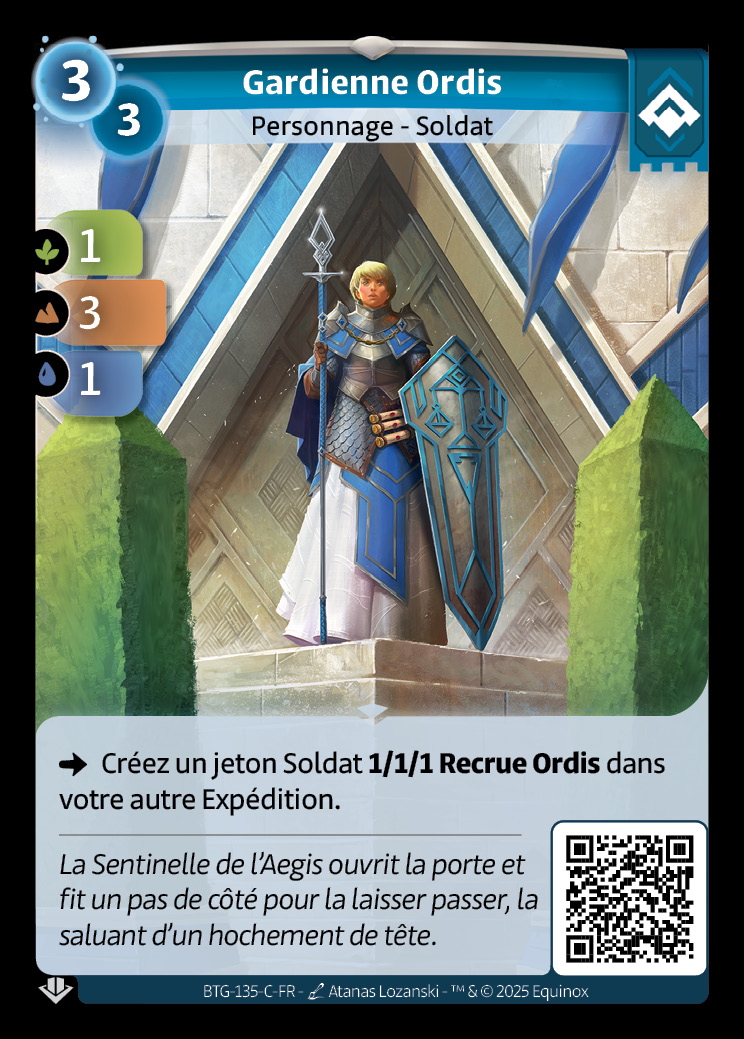 3
Gardienne Ordis
3
Personnage - Soldat
1
3
1
Créez un jeton Soldat 1/1/1 Recrue Ordis dans
votre autre Expédition.
La Sentinelle de l'Aegis ouvrit la porte et
fit un pas de côté pour la laisser passer, la
saluant d'un hochement de tête.
BTG-135-C-FR - Atanas Lozanski - ™ & © 2025 Equinox